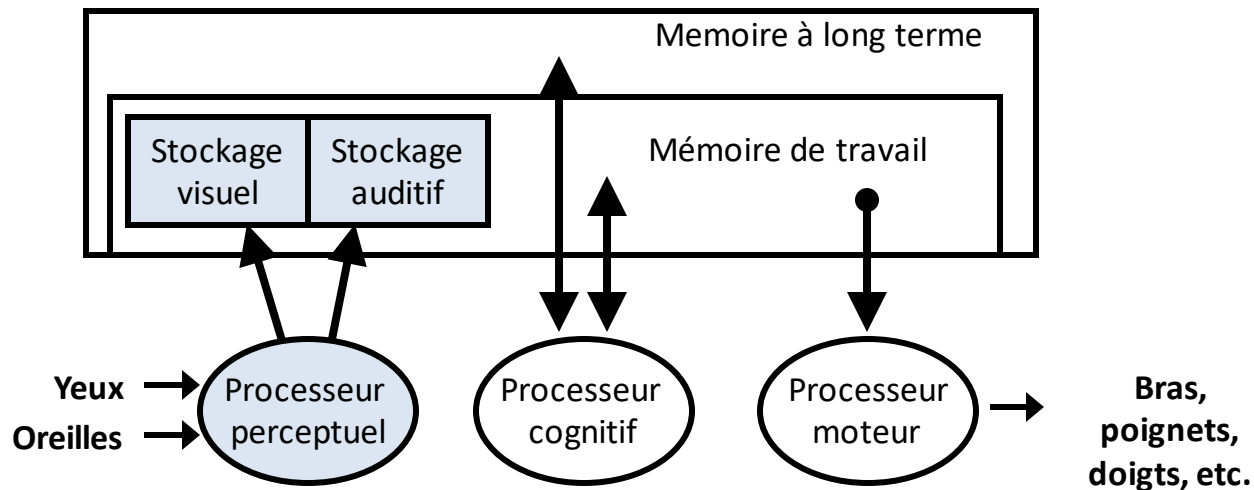 Memoire à long terme
Stockage
visuel
Stockage
auditif
Mémoire de travail
Yeux
Oreilles
Processeur
perceptuel
Processeur
cognitif
Processeur
moteur
Bras,
poignets,
doigts, etc.